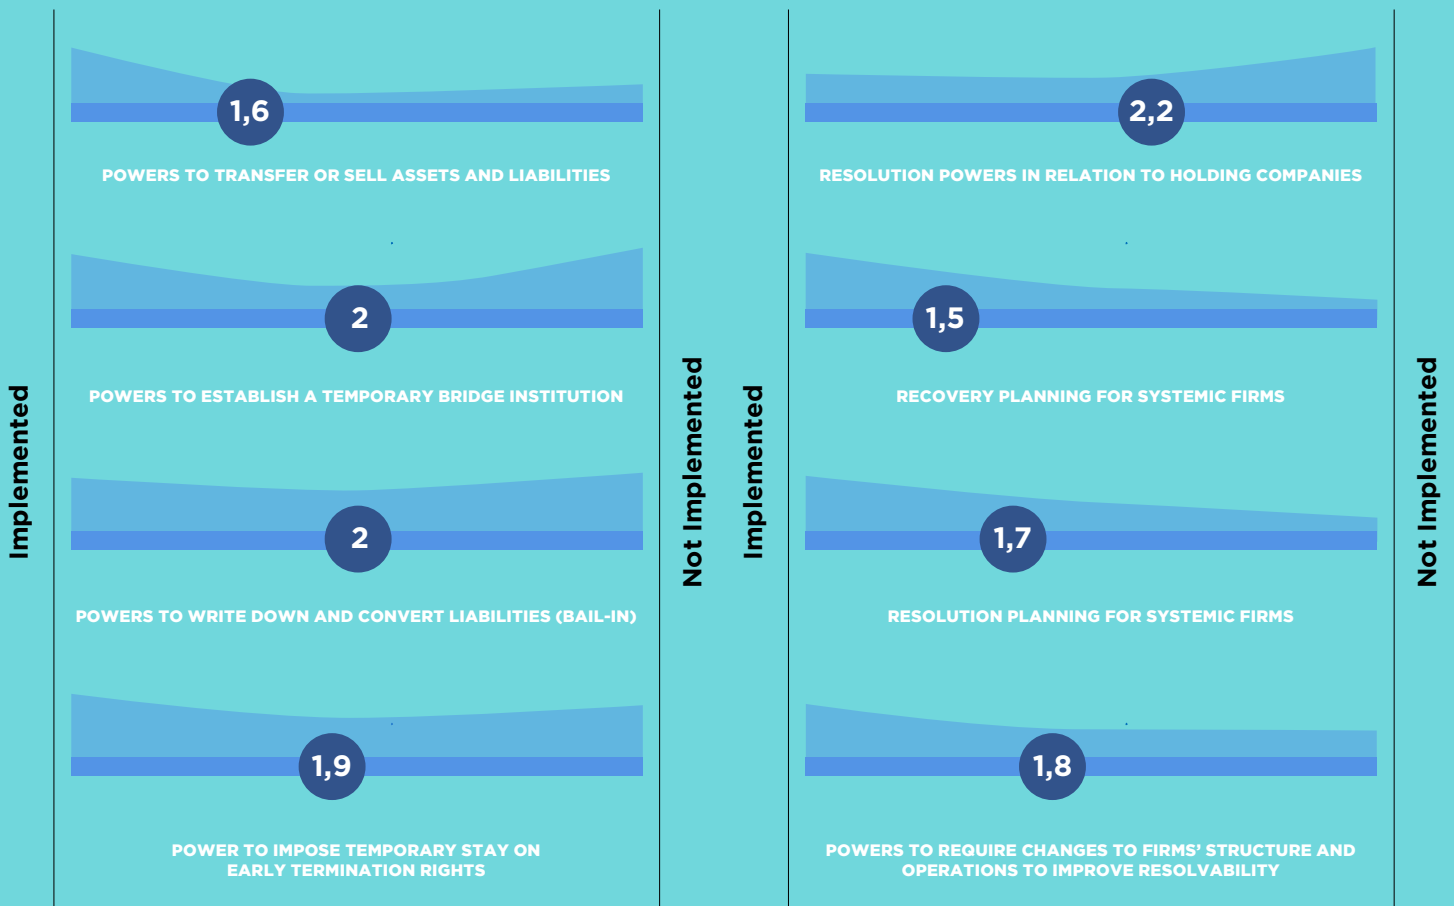 Implemented
1,6
POWERS TO TRANSFER OR SELL ASSETS AND LIABILITIES
2
POWERS TO ESTABLISH A TEMPORARY BRIDGE INSTITUTION
2
POWERS TO WRITE DOWN AND CONVERT LIABILITIES (BAIL-IN)
1,9
POWER TO IMPOSE TEMPORARY STAY ON
EARLY TERMINATION RIGHTS
Not Implemented
Implemented
2,2
RESOLUTION POWERS IN RELATION TO HOLDING COMPANIES
1,5
RECOVERY PLANNING FOR SYSTEMIC FIRMS
1,7
RESOLUTION PLANNING FOR SYSTEMIC FIRMS
1,8
POWERS TO REQUIRE CHANGES TO FIRMS’ STRUCTURE AND
OPERATIONS TO IMPROVE RESOLVABILITY
Not Implemented